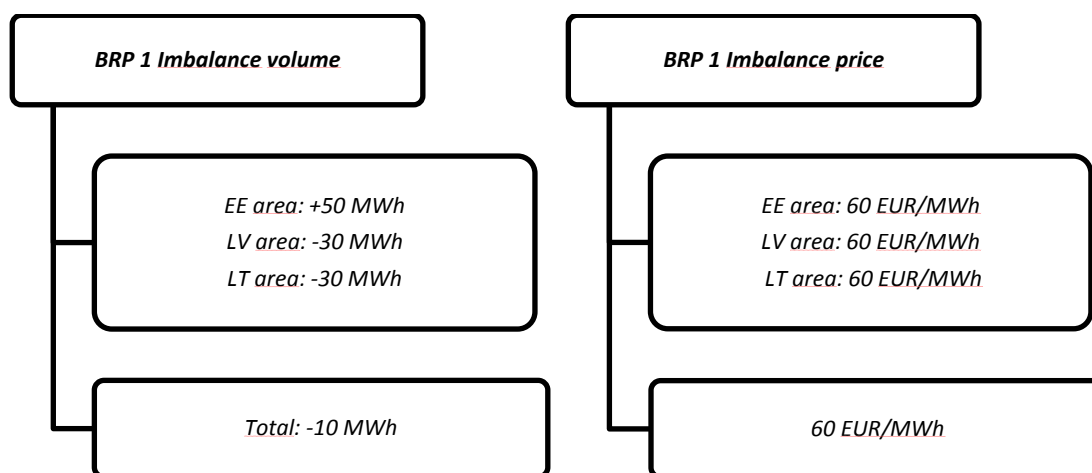 BRP 1 Imbalance volume
EE area: +50 MWh
LV area: -30 MWh
LT area: -30 MWh
Total: -10 MWh
BRP 1 Imbalance price
EE area: 60 EUR/MWh
LV area: 60 EUR/MWh
LT area: 60 EUR/MWh
60 EUR/MWh